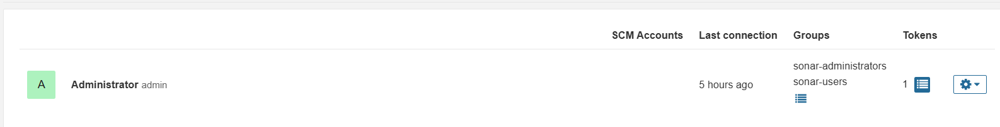 SCM Accounts Last connection Groups Tokens
A Administrator admin 5 hours ago sonar-administrators
sonar-users
1